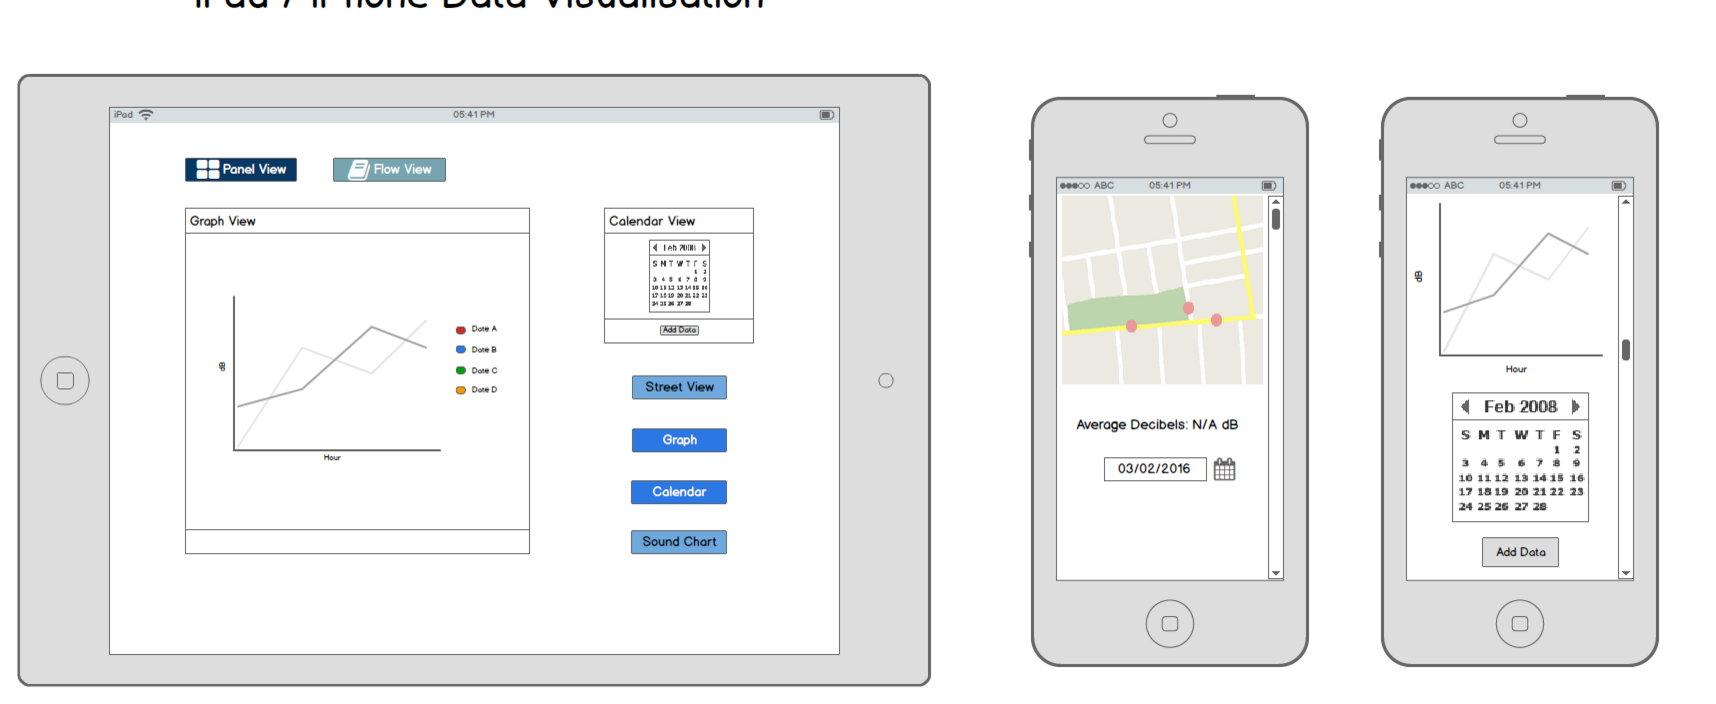 iPad / iPhone Data Visualisation
iPad 05:41 PM
Panel View Flow View
Graph View
dB
Hour
Date A
Date B
Date C
Date D
Calendar View
Feb 2008
S M T W T F S
1 2
3 4 5 6 7 8 9
10 11 12 13 14 15 16
17 18 19 20 21 22 23
24 25 26 27 28
Add Data
Street View
Graph
Calendar
Sound Chart
ABC 05:41 PM
Average Decibels: N/A dB
03/02/2016
ABC 05:41 PM
dB
Hour
Feb 2008
S M T W T F S
1 2
3 4 5 6 7 8 9
10 11 12 13 14 15 16
17 18 19 20 21 22 23
24 25 26 27 28
Add Data